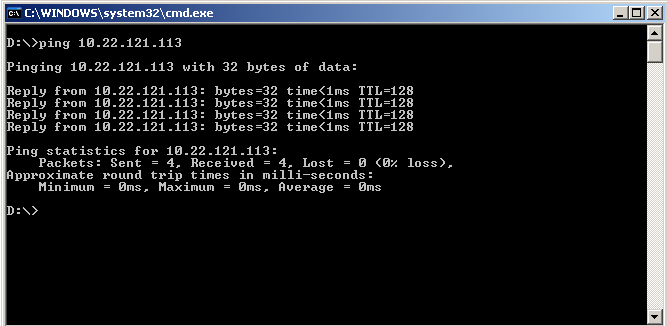 C:\WINDOWS\system32\cmd.exe
D:\>ping 10.22.121.113
Pinging 10.22.121.113 with 32 bytes of data:
Reply from 10.22.121.113: bytes=32 time<1ms TTL=128
Reply from 10.22.121.113: bytes=32 time<1ms TTL=128
Reply from 10.22.121.113: bytes=32 time<1ms TTL=128
Reply from 10.22.121.113: bytes=32 time<1ms TTL=128
Ping statistics for 10.22.121.113:
    Packets: Sent = 4, Received = 4, Lost = 0 (0% loss),
Approximate round trip times in milli-seconds:
    Minimum = 0ms, Maximum = 0ms, Average = 0ms
D:\>